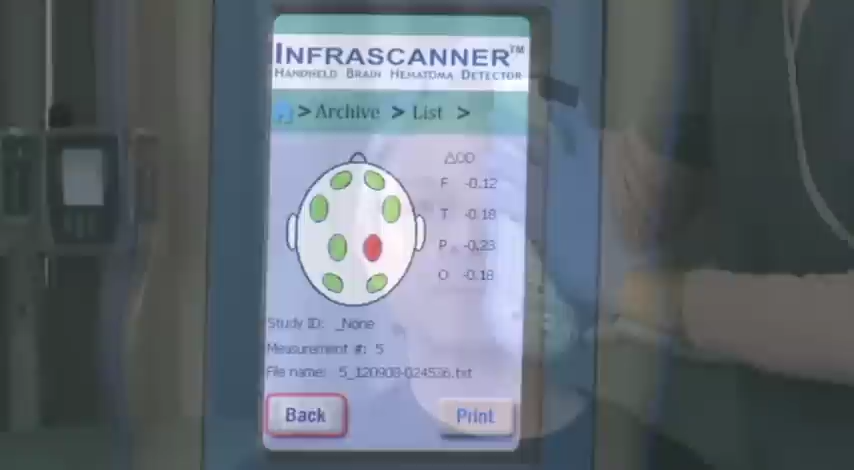 INFRASCANNER™
HANDHELD BRAIN HEMATOMA DETECTOR
> Archive > List >
△OD
F -0.12
T -0.18
P -0.23
O -0.18
Study ID: _None
Measurement #: 5
File name: 5_120908-024536.txt
Back
Print